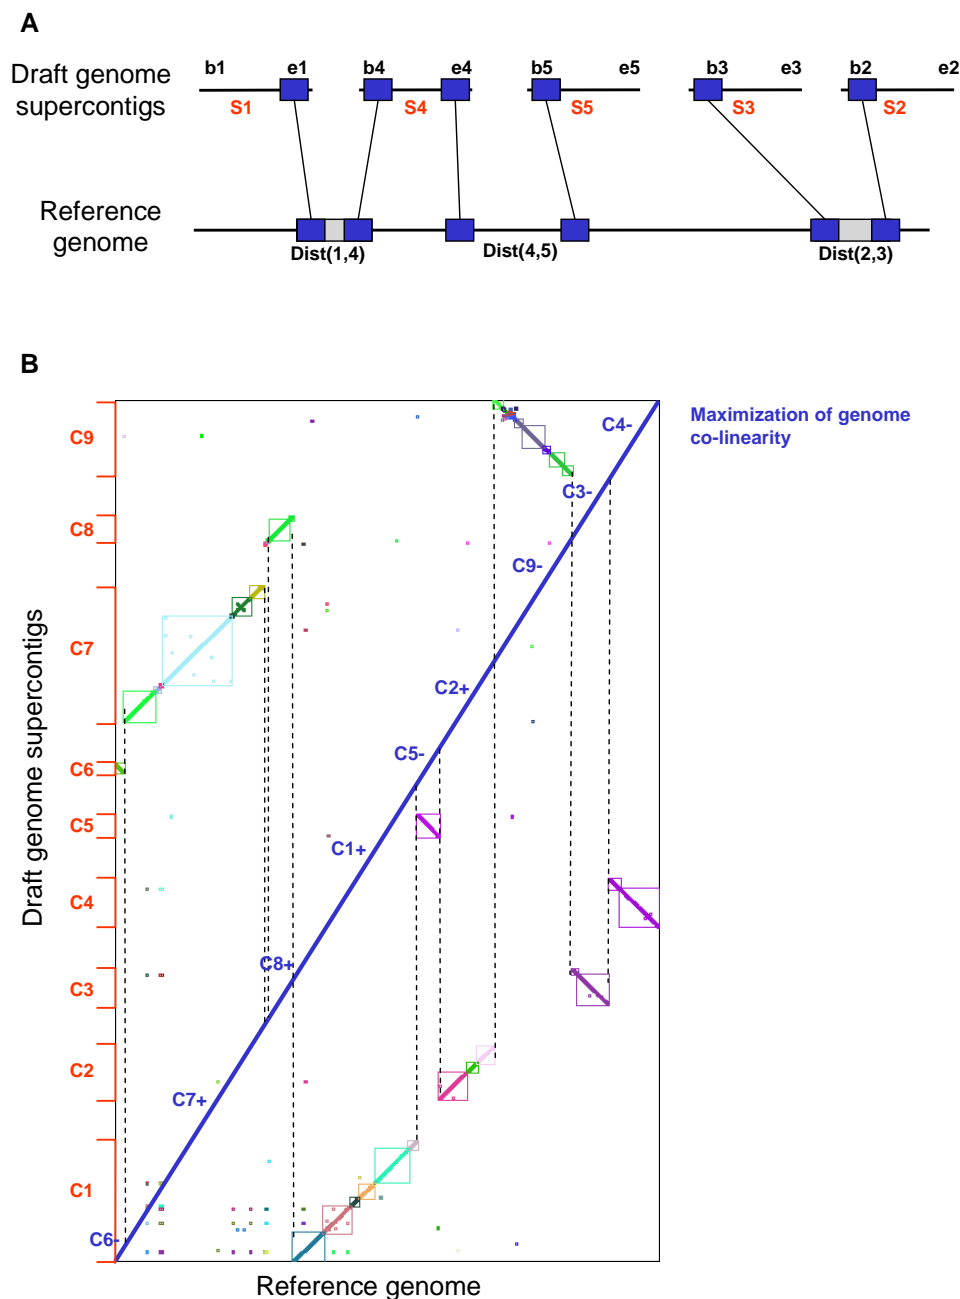 A
b1 e1 b4 e4 b5 e5 b3 e3 b2 e2
Draft genome
supercontigs
S1 S4 S5 S3 S2
Reference
genome
Dist(1,4) Dist(4,5) Dist(2,3)
B
Maximization of genome
co-linearity
C9
C8
C7
C6
C5
C4
C3
C2
C1
Draft genome supercontigs
C4-
C3-
C9-
C2+
C5-
C1+
C8+
C7+
C6-
Reference genome